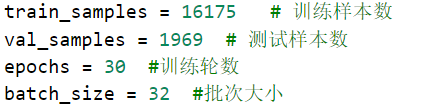 train_samples = 16175   # 训练样本数
val_samples = 1969  # 测试样本数
epochs = 30  #训练轮数
batch_size = 32  #批次大小